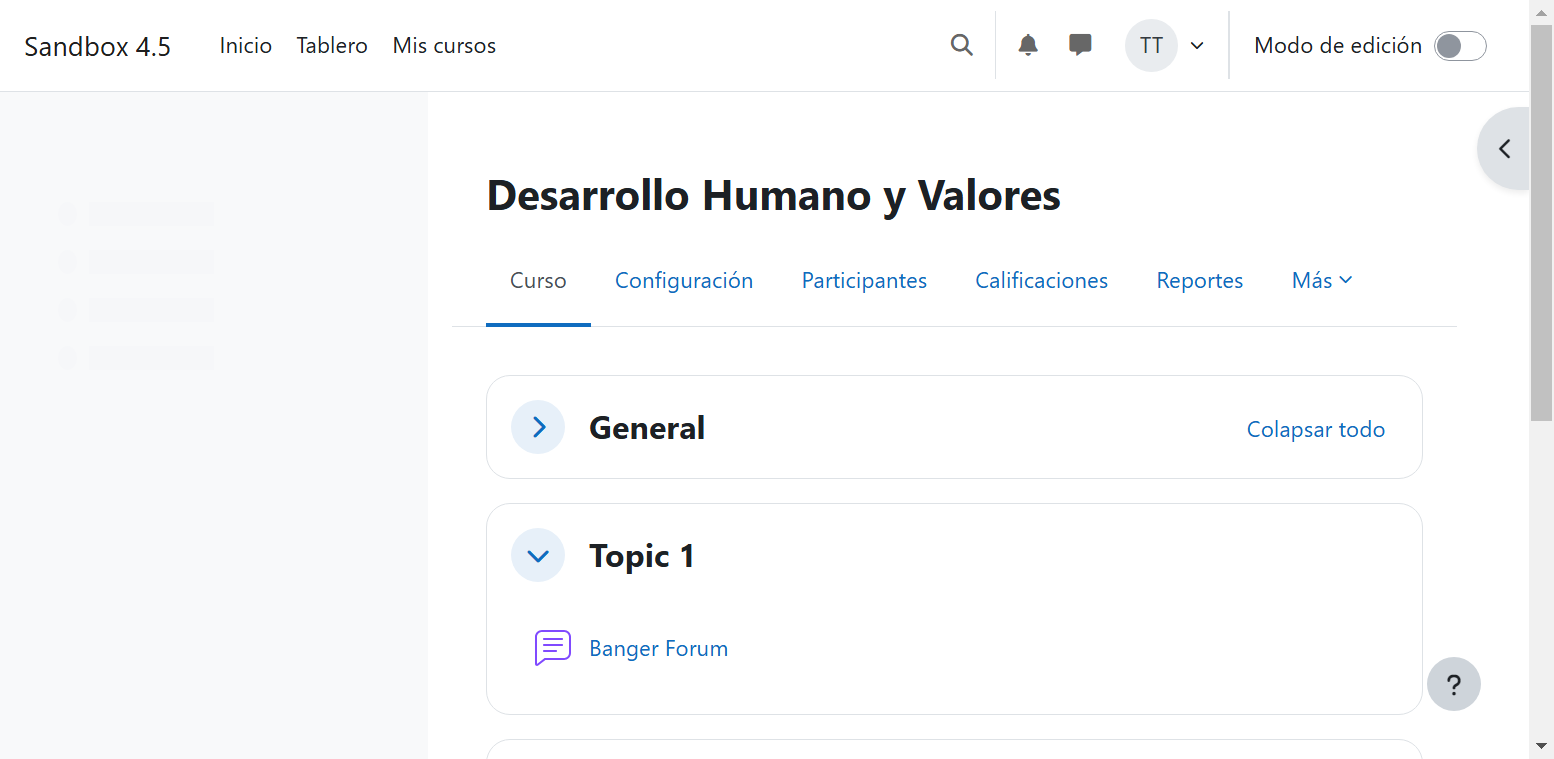 Sandbox 4.5 Inicio Tablero Mis cursos TT Modo de edición
Desarrollo Humano y Valores
Curso Configuración Participantes Calificaciones Reportes Más
General Colapsar todo
Topic 1
Banger Forum
?